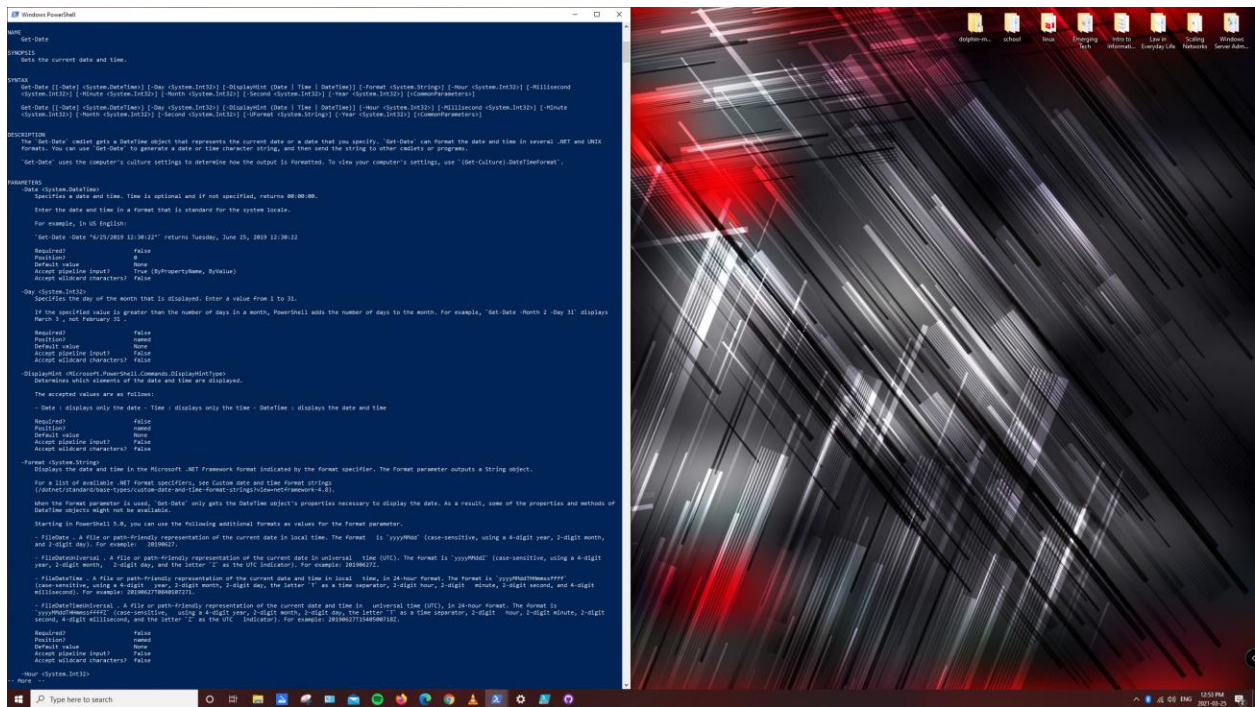 Windows PowerShell
NAME
Get-Date
SYNOPSIS
Gets the current date and time.
SYNTAX
Get-Date [[-Date] <System.DateTime>] [-Day <System.Int32>] [-DisplayHint {Date | Time | DateTime}] [-Format <System.String>] [-Hour <System.Int32>] [-Millisecond
<System.Int32>] [-Minute <System.Int32>] [-Month <System.Int32>] [-Second <System.Int32>] [-Year <System.Int32>] [<CommonParameters>]
Get-Date [[-Date] <System.DateTime>] [-Day <System.Int32>] [-DisplayHint {Date | Time | DateTime}] [-Hour <System.Int32>] [-Millisecond <System.Int32>] [-Minute
<System.Int32>] [-Month <System.Int32>] [-Second <System.Int32>] [-UFormat <System.String>] [-Year <System.Int32>] [<CommonParameters>]
DESCRIPTION
The `Get-Date` cmdlet gets a DateTime object that represents the current date or a date that you specify. `Get-Date` can format the date and time in several .NET and UNIX
formats. You can use `Get-Date` to generate a date or time character string, and then send the string to other cmdlets or programs.
`Get-Date` uses the computer's culture settings to determine how the output is formatted. To view your computer's settings, use `(Get-Culture).DateTimeFormat`.
PARAMETERS
-Date <System.DateTime>
Specifies a date and time. Time is optional and if not specified, returns 00:00:00.
Enter the date and time in a format that is standard for the system locale.
For example, in US English:
`Get-Date -Date "6/25/2019 12:30:22"` returns Tuesday, June 25, 2019 12:30:22
Required? false
Position? 0
Default value None
Accept pipeline input? True (ByPropertyName, ByValue)
Accept wildcard characters? false
-Day <System.Int32>
Specifies the day of the month that is displayed. Enter a value from 1 to 31.
If the specified value is greater than the number of days in a month, PowerShell adds the number of days to the month. For example, `Get-Date -Month 2 -Day 31` displays
March 3 , not February 31 .
Required? false
Position? named
Default value None
Accept pipeline input? False
Accept wildcard characters? false
-DisplayHint <Microsoft.PowerShell.Commands.DisplayHintType>
Determines which elements of the date and time are displayed.
The accepted values are as follows:
- Date : displays only the date - Time : displays only the time - DateTime : displays the date and time
Required? false
Position? named
Default value None
Accept pipeline input? False
Accept wildcard characters? false
-Format <System.String>
Displays the date and time in the Microsoft .NET Framework format indicated by the format specifier. The Format parameter outputs a String object.
For a list of available .NET format specifiers, see Custom date and time format strings
(/dotnet/standard/base-types/custom-date-and-time-format-strings?view=netframework-4.8).
When the Format parameter is used, `Get-Date` only gets the DateTime object's properties necessary to display the date. As a result, some of the properties and methods of
DateTime objects might not be available.
Starting in PowerShell 5.0, you can use the following additional formats as values for the Format parameter.
- FileDate . A file or path-friendly representation of the current date in local time. The format is `yyyyMMdd` (case-sensitive, using a 4-digit year, 2-digit month,
and 2-digit day). For example: 20190627.
- FileDateUniversal . A file or path-friendly representation of the current date in universal time (UTC). The format is `yyyyMMddZ` (case-sensitive, using a 4-digit
year, 2-digit month, 2-digit day, and the letter `Z` as the UTC indicator). For example: 20190627Z.
- FileDateTime . A file or path-friendly representation of the current date and time in local time, in 24-hour format. The format is `yyyyMMddTHHmmssffff`
(case-sensitive, using a 4-digit year, 2-digit month, 2-digit day, the letter `T` as a time separator, 2-digit hour, 2-digit minute, 2-digit second, and 4-digit
millisecond). For example: 20190627T0840107271.
- FileDateTimeUniversal . A file or path-friendly representation of the current date and time in universal time (UTC), in 24-hour format. The format is
`yyyyMMddTHHmmssffffZ` (case-sensitive, using a 4-digit year, 2-digit month, 2-digit day, the letter `T` as a time separator, 2-digit hour, 2-digit minute, 2-digit
second, 4-digit millisecond, and the letter `Z` as the UTC indicator). For example: 20190627T1540500718Z.
Required? false
Position? named
Default value None
Accept pipeline input? False
Accept wildcard characters? false
-Hour <System.Int32>
-- More --
dolphin-m... school linux Emerging Tech Intro to Informati... Law in Everyday Life Scaling Networks Windows Server Adm...
Type here to search
ENG
12:53 PM
2021-03-25